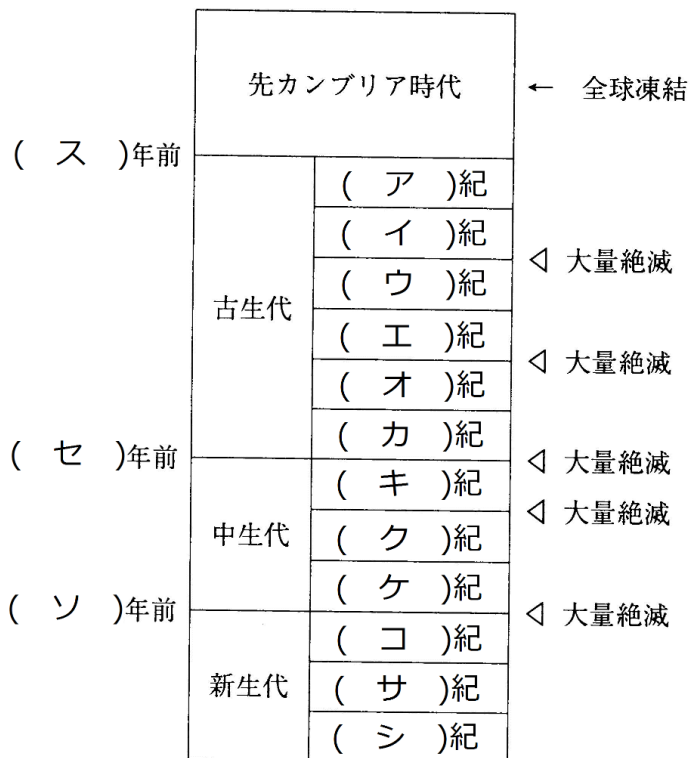 先カンブリア時代
← 全球凍結
( ス )年前
( ア )紀
( イ )紀
◁ 大量絶滅
( ウ )紀
古生代
( エ )紀
◁ 大量絶滅
( オ )紀
( カ )紀
( セ )年前
◁ 大量絶滅
( キ )紀
◁ 大量絶滅
中生代
( ク )紀
( ケ )紀
( ソ )年前
◁ 大量絶滅
( コ )紀
新生代
( サ )紀
( シ )紀